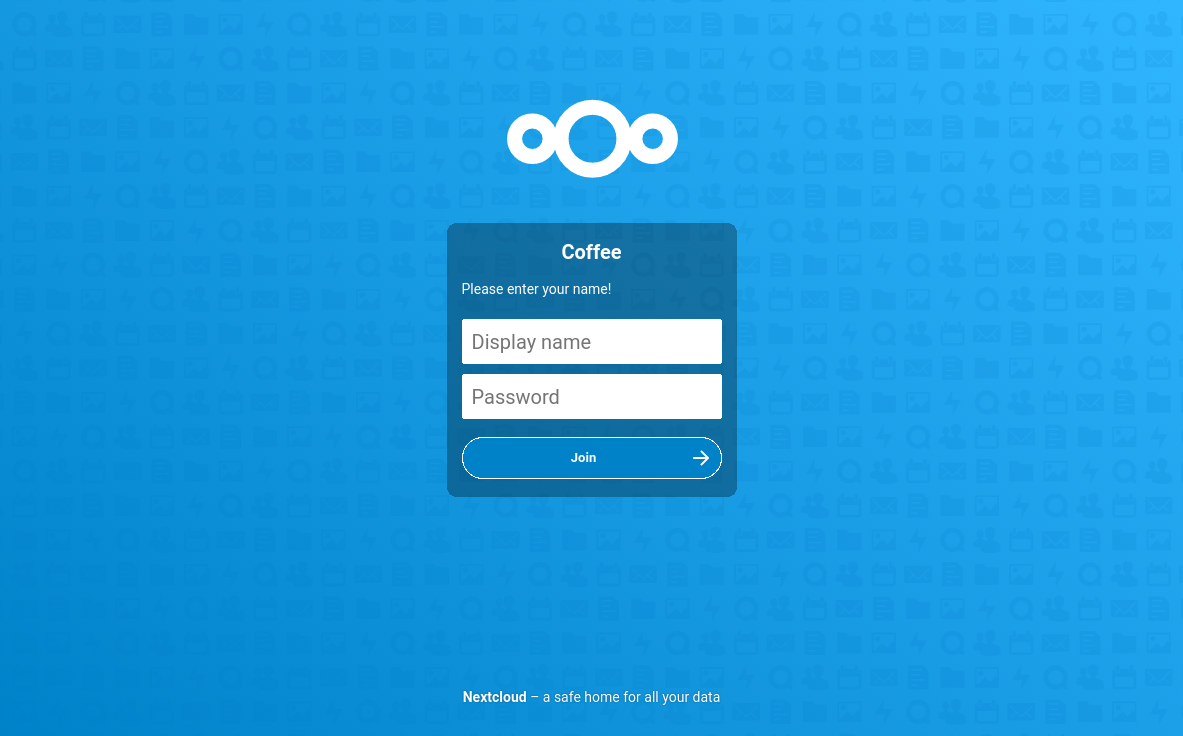 Coffee
Please enter your name!
Display name
Password
Join
Nextcloud – a safe home for all your data